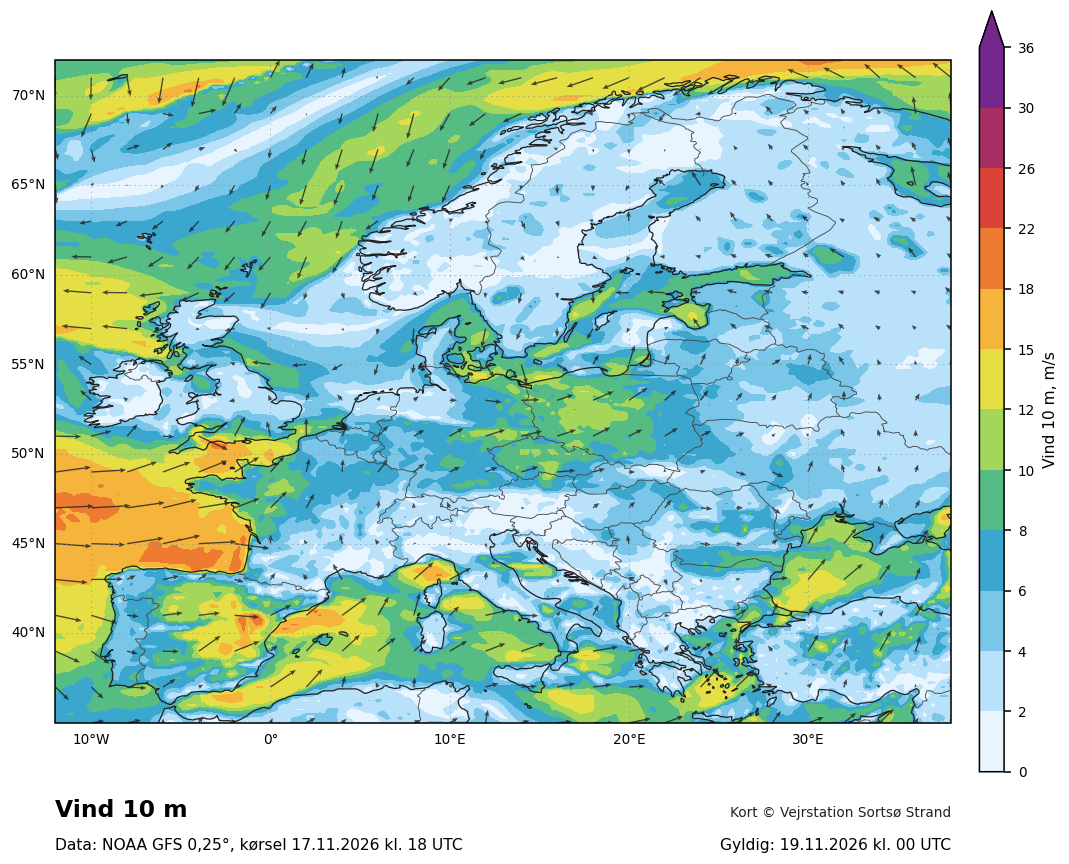 36
30
26
22
18
15
12
10
8
6
4
2
0
Vind 10 m, m/s
70°N
65°N
60°N
55°N
50°N
45°N
40°N
10°W
0°
10°E
20°E
30°E
Vind 10 m
Kort © Vejrstation Sortsø Strand
Data: NOAA GFS 0,25°, kørsel 17.11.2026 kl. 18 UTC
Gyldig: 19.11.2026 kl. 00 UTC